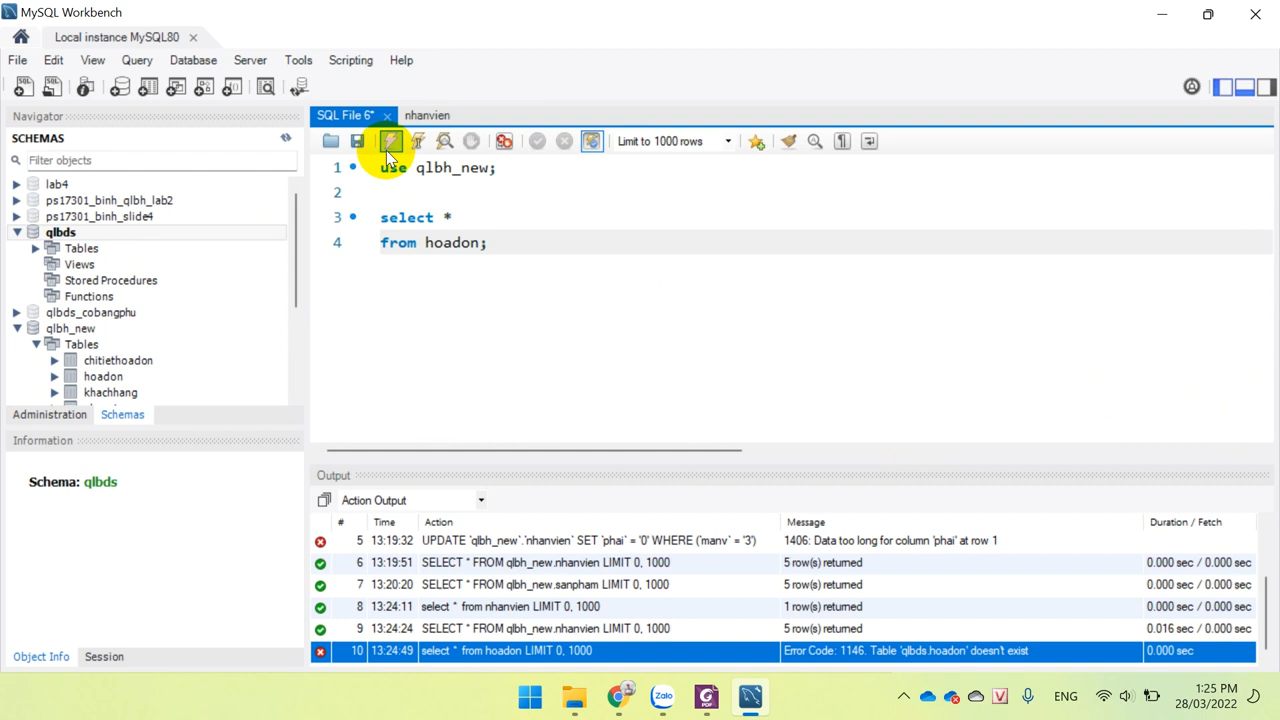 MySQL Workbench
Local instance MySQL80
File Edit View Query Database Server Tools Scripting Help
Navigator
SCHEMAS
Filter objects
lab4
ps17301_binh_qlbh_lab2
ps17301_binh_slide4
qlbds
Tables
Views
Stored Procedures
Functions
qlbds_cobangphu
qlbh_new
Tables
chitiethoadon
hoadon
khachhang
Administration Schemas
Information
Schema: qlbds
Object Info Session
SQL File 6* nhanvien
Limit to 1000 rows
1 use qlbh_new;
2
3 select *
4 from hoadon;
Output
Action Output
# Time Action Message Duration / Fetch
5 13:19:32 UPDATE `qlbh_new`.`nhanvien` SET `phai` = '0' WHERE (`manv` = '3') 1406: Data too long for column 'phai' at row 1
6 13:19:51 SELECT * FROM qlbh_new.nhanvien LIMIT 0, 1000 5 row(s) returned 0.000 sec / 0.000 sec
7 13:20:20 SELECT * FROM qlbh_new.sanpham LIMIT 0, 1000 5 row(s) returned 0.000 sec / 0.000 sec
8 13:24:11 select * from nhanvien LIMIT 0, 1000 1 row(s) returned 0.000 sec / 0.000 sec
9 13:24:24 SELECT * FROM qlbh_new.nhanvien LIMIT 0, 1000 5 row(s) returned 0.016 sec / 0.000 sec
10 13:24:49 select * from hoadon LIMIT 0, 1000 Error Code: 1146. Table 'qlbds.hoadon' doesn't exist 0.000 sec
Zalo
PDF
V
ENG
1:25 PM
28/03/2022